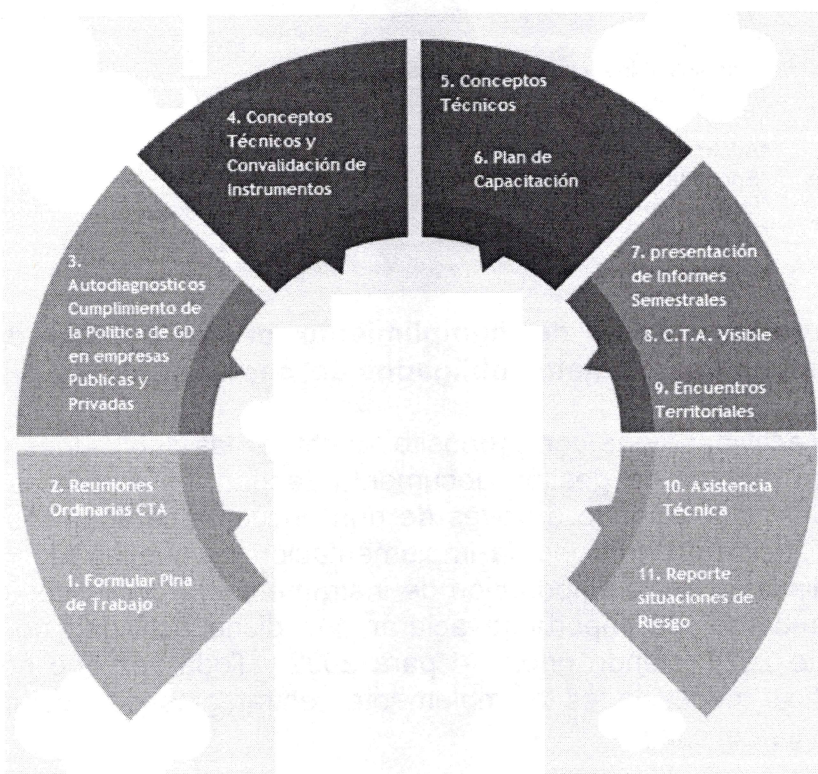 1. Formular Plna
de Trabajo
2. Reuniones
Ordinarias CTA
3.
Autodiagnosticos
Cumplimiento de
la Politica de GD
en empresas
Publicas y
Privadas
4. Conceptos
Técnicos y
Convalidación de
Instrumentos
5. Conceptos
Técnicos
6. Plan de
Capacitación
7. presentación
de Informes
Semestrales
8. C.T.A. Visible
9. Encuentros
Territoriales
10. Asistencia
Técnica
11. Reporte
situaciones de
Riesgo